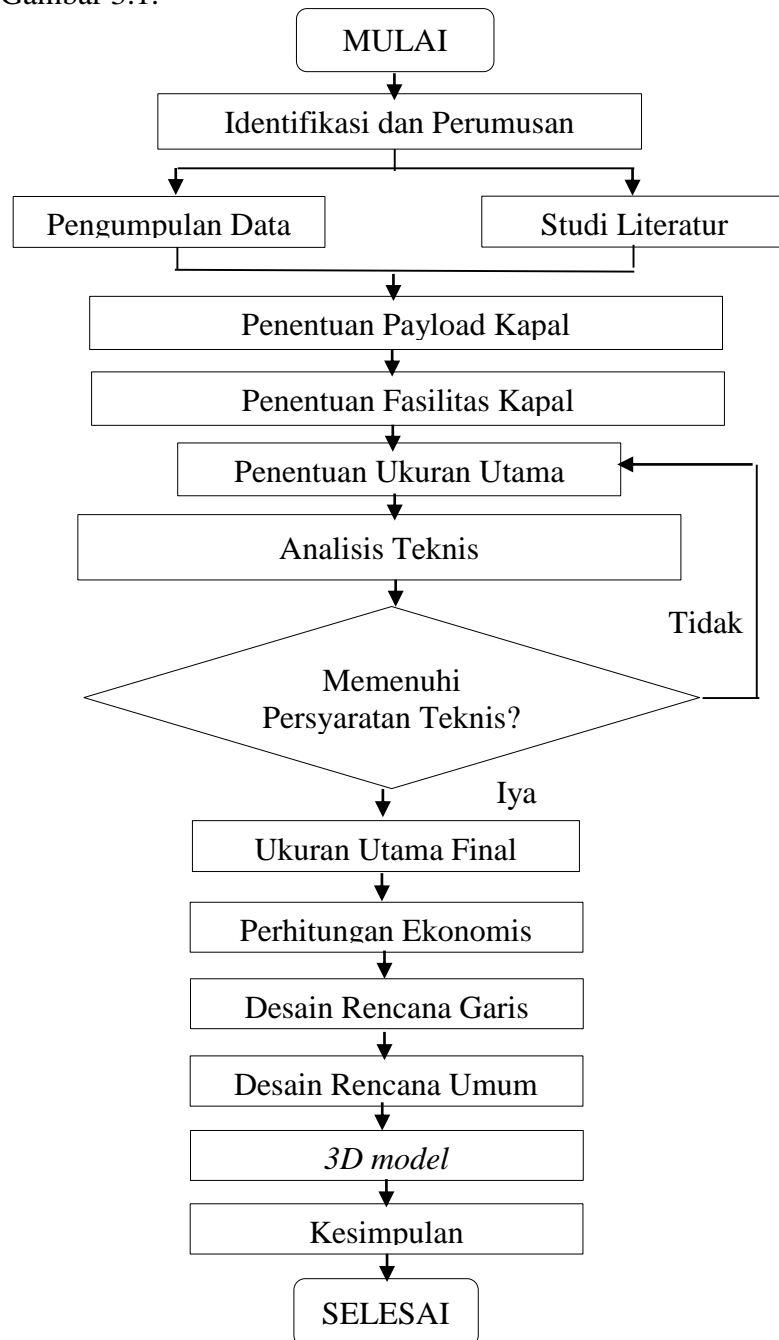 Gambar 3.1.
MULAI
Identifikasi dan Perumusan
Pengumpulan Data
Studi Literatur
Penentuan Payload Kapal
Penentuan Fasilitas Kapal
Penentuan Ukuran Utama
Analisis Teknis
Tidak
Memenuhi
Persyaratan Teknis?
Iya
Ukuran Utama Final
Perhitungan Ekonomis
Desain Rencana Garis
Desain Rencana Umum
3D model
Kesimpulan
SELESAI